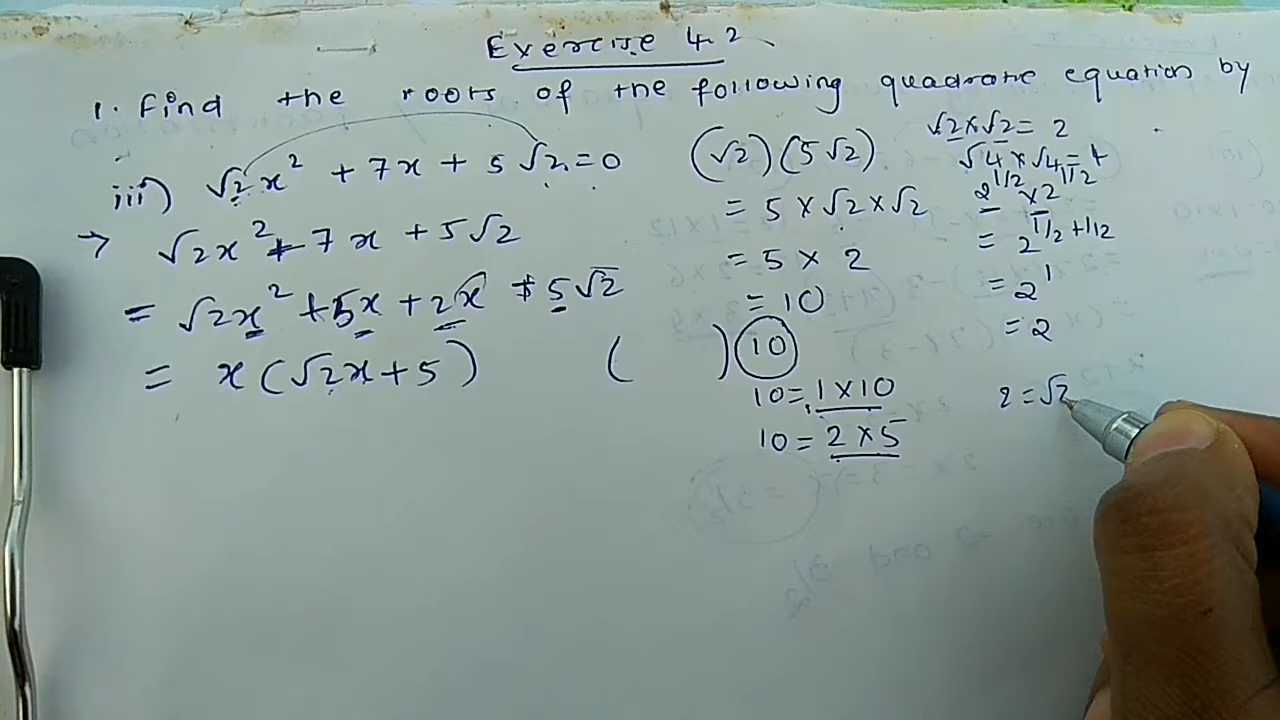 Exercise 4.2
1. Find the roots of the following quadratic equation by
iii) √2x² + 7x + 5√2 = 0
→ √2x² + 7x + 5√2
= √2x² + 5x + 2x + 5√2
= x(√2x + 5) ( )
(√2)(5√2)
= 5 × √2 × √2
= 5 × 2
= 10
10
10 = 1 × 10
10 = 2 × 5
√2 × √2 = 2
√4 × √4 = 4
2^1/2 × 2^1/2
= 2^1/2 + 1/2
= 2^1
= 2
2 = √2